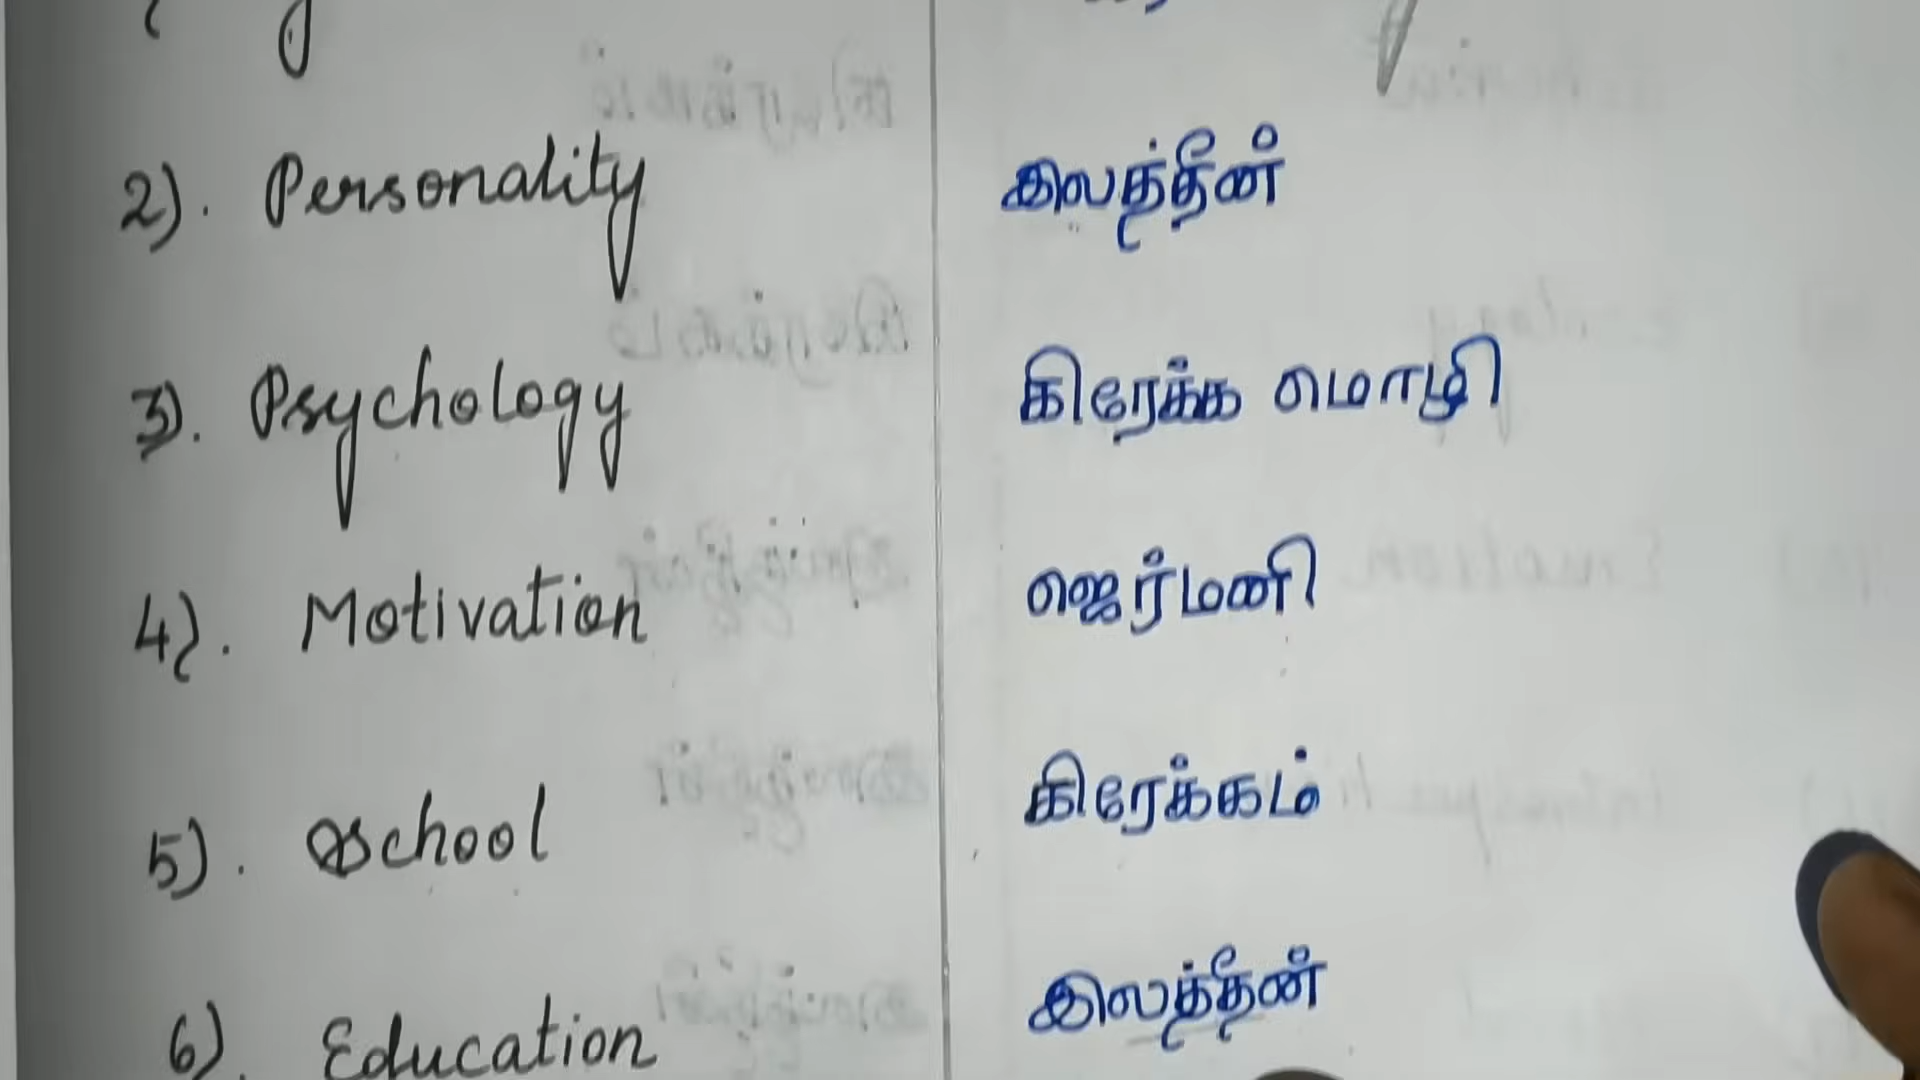 2). Personality இலத்தீன்
3). Psychology கிரேக்க மொழி
4). Motivation ஜெர்மனி
5). School கிரேக்கம்
6). Education இலத்தீன்